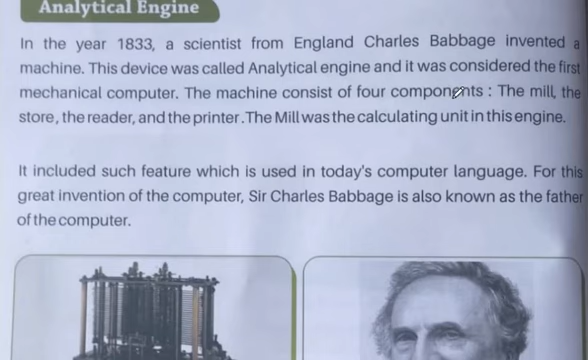 Analytical Engine
In the year 1833, a scientist from England Charles Babbage invented a
machine. This device was called Analytical engine and it was considered the first
mechanical computer. The machine consist of four components : The mill, the
store, the reader, and the printer. The Mill was the calculating unit in this engine.
It included such feature which is used in today's computer language. For this
great invention of the computer, Sir Charles Babbage is also known as the father
of the computer.